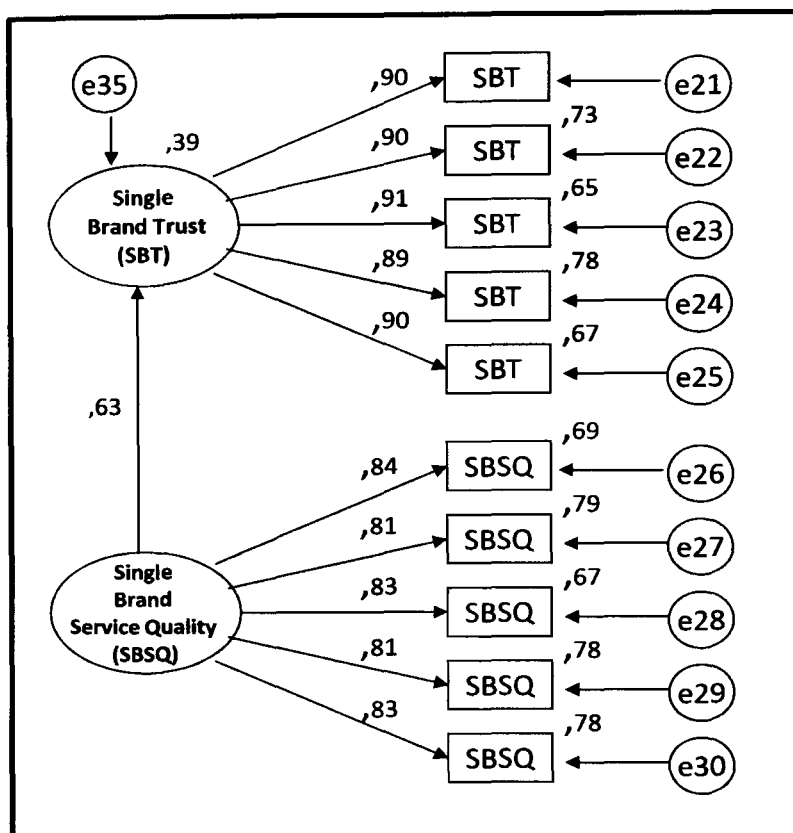 e35
,39
Single
Brand Trust
(SBT)
,90
SBT
e21
,90
SBT
,73
e22
,91
SBT
,65
e23
,89
SBT
,78
e24
,90
SBT
,67
e25
,63
Single
Brand
Service Quality
(SBSQ)
,84
SBSQ
,69
e26
,81
SBSQ
,79
e27
,83
SBSQ
,67
e28
,81
SBSQ
,78
e29
,83
SBSQ
,78
e30